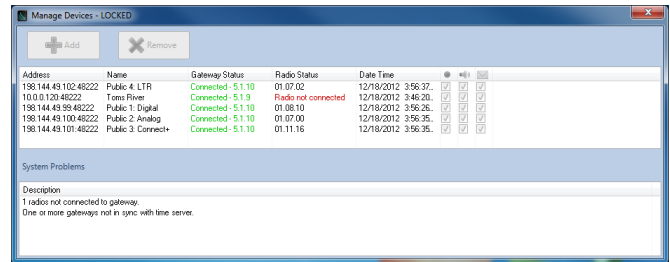 Manage Devices - LOCKED
Add Remove
Address Name Gateway Status Radio Status Date Time
198.144.49.102:48222 Public 4: LTR Connected - 5.1.10 01.07.02 12/18/2012 3:56:37...
10.0.0.120:48222 Toms River Connected - 5.1.9 Radio not connected 12/18/2012 3:46:20...
198.144.49.99:48222 Public 1: Digital Connected - 5.1.10 01.08.10 12/18/2012 3:56:26...
198.144.49.100:48222 Public 2: Analog Connected - 5.1.10 01.07.00 12/18/2012 3:56:35...
198.144.49.101:48222 Public 3: Connect+ Connected - 5.1.10 01.11.16 12/18/2012 3:56:35...
System Problems
Description
1 radios not connected to gateway.
One or more gateways not in sync with time server.